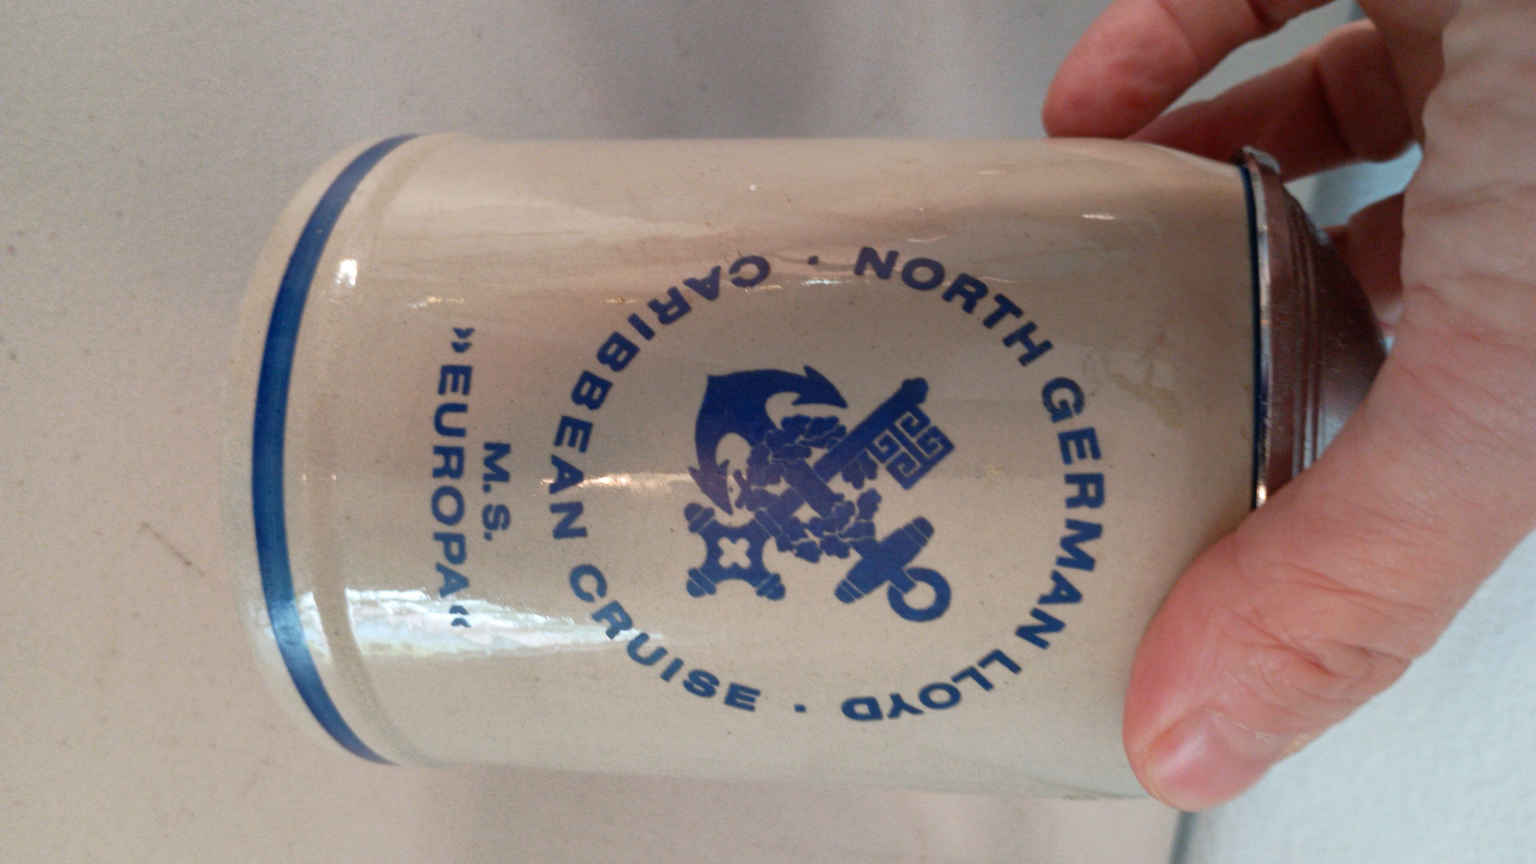 NORTH GERMAN LLOYD ·
CARIBBEAN CRUISE ·
M.S.
»EUROPA«